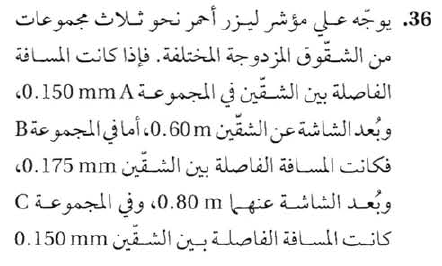 36. يوجّه علي مؤشر ليزر أحمر نحو ثلاث مجموعات
من الشقّوق المزدوجة المختلفة. فإذا كانت المسافة
الفاصلة بين الشقّين في المجموعة A ‏0.150 mm،
وبُعد الشاشة عن الشقّين 0.60 m، أما في المجموعة B
فكانت المسافة الفاصلة بين الشقّين 0.175 mm،
وبُعد الشاشة عنهما 0.80 m، وفي المجموعة C
كانت المسافة الفاصلة بين الشقّين 0.150 mm